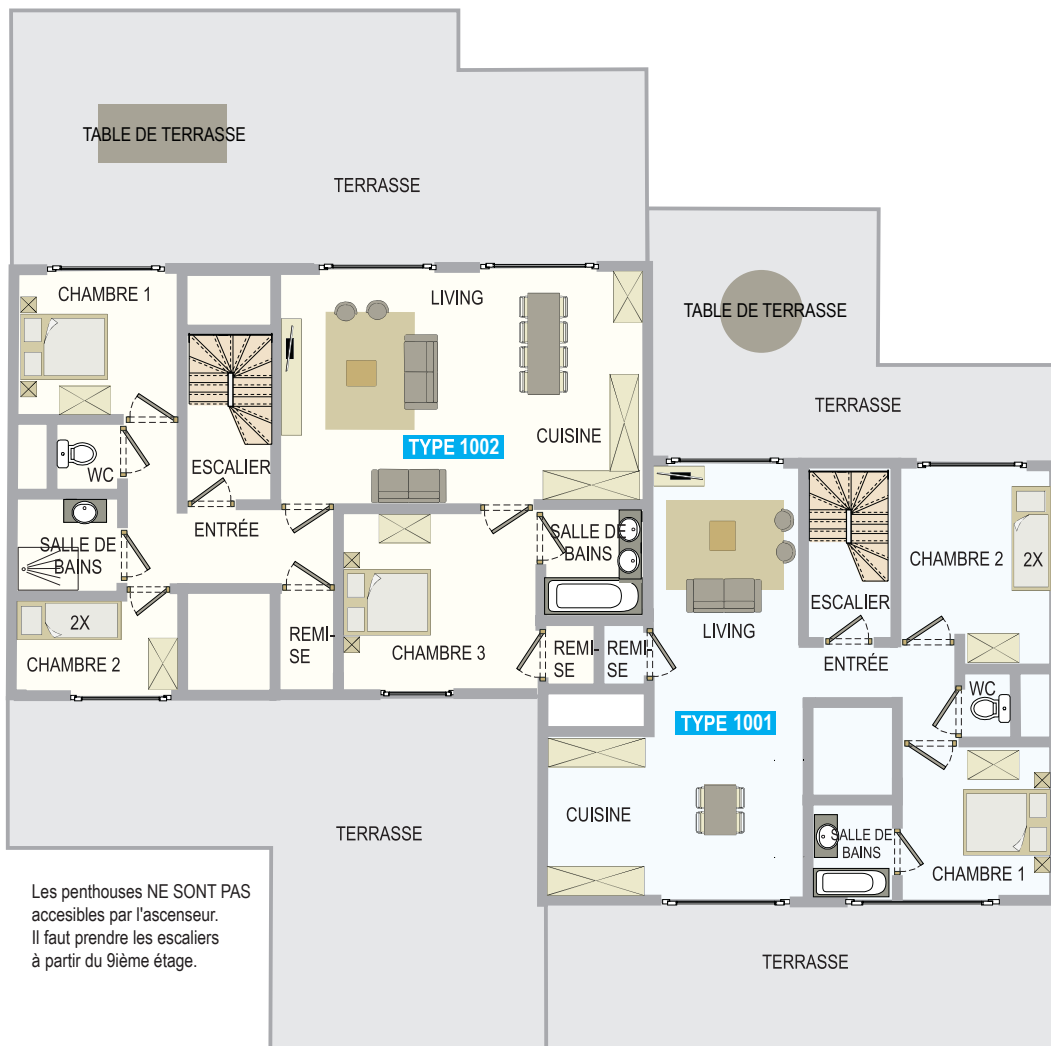 TABLE DE TERRASSE
TERRASSE
CHAMBRE 1
LIVING
TABLE DE TERRASSE
TERRASSE
CUISINE
TYPE 1002
WC
ESCALIER
ENTRÉE
SALLE DE
BAINS
SALLE DE
BAINS
2X
CHAMBRE 2
REMI-
SE
CHAMBRE 3
REMI-
SE
REMI-
SE
LIVING
ESCALIER
ENTRÉE
CHAMBRE 2
2X
WC
TYPE 1001
CUISINE
SALLE DE
BAINS
CHAMBRE 1
TERRASSE
TERRASSE
Les penthouses NE SONT PAS
accesibles par l'ascenseur.
Il faut prendre les escaliers
à partir du 9ième étage.